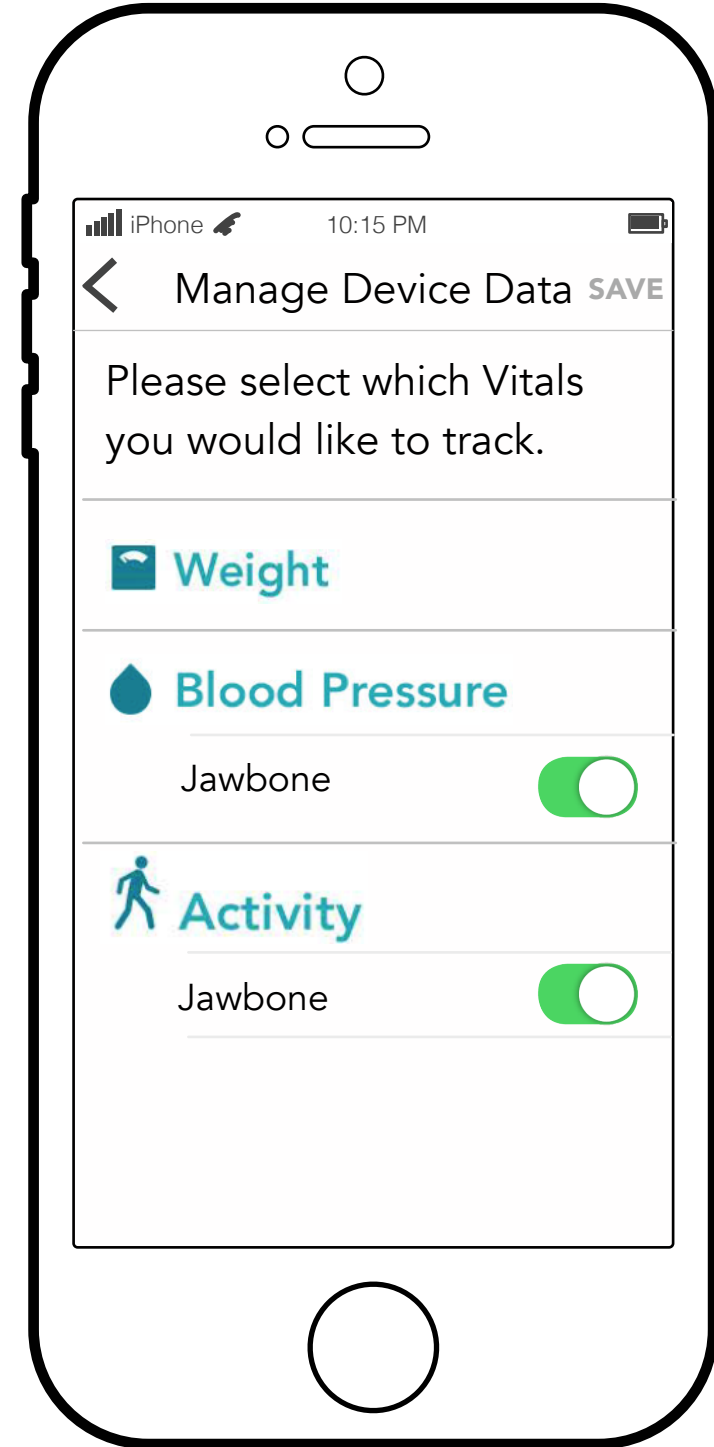 iPhone 10:15 PM
Manage Device Data SAVE
Please select which Vitals
you would like to track.
Weight
Blood Pressure
Jawbone
Activity
Jawbone